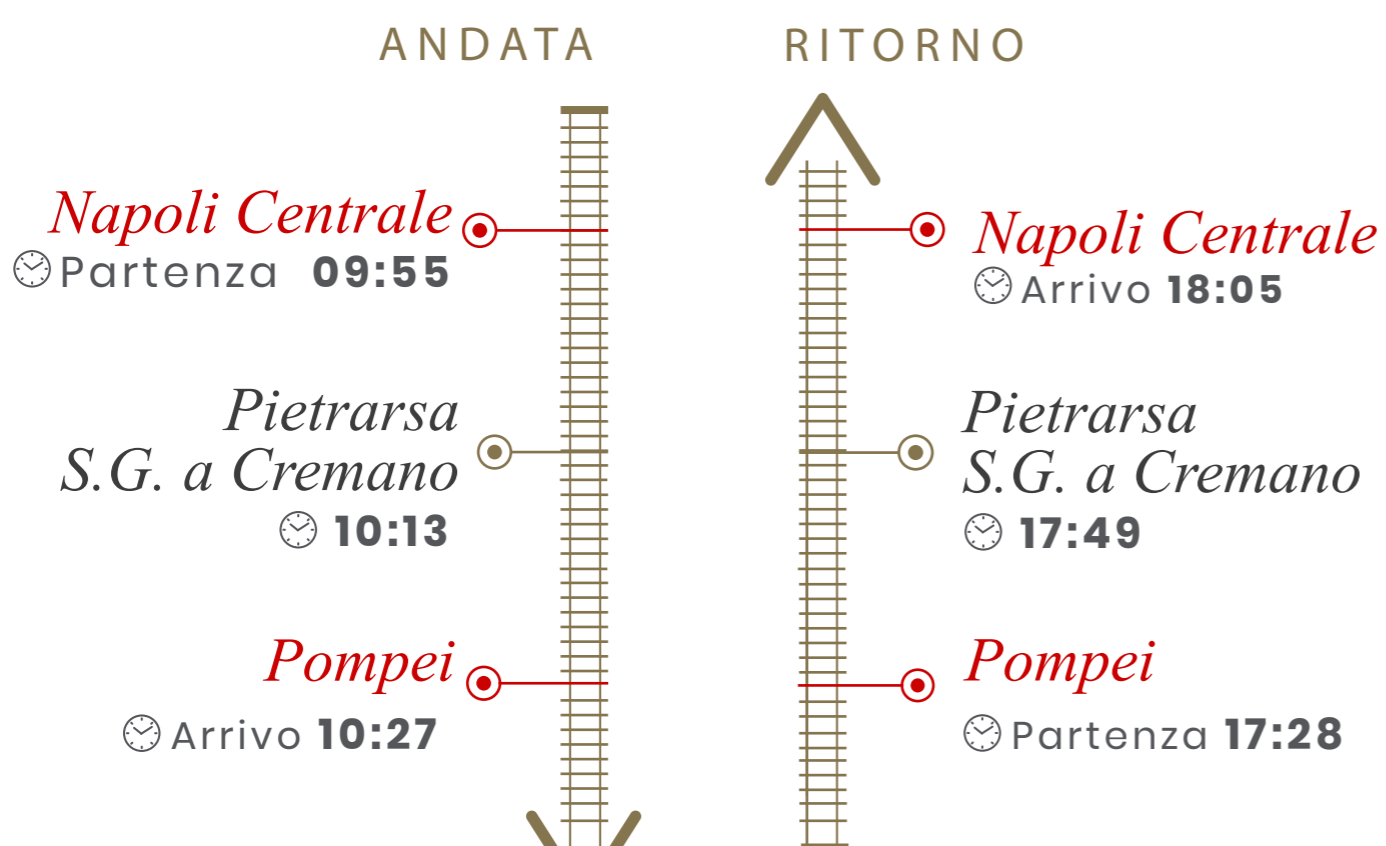 ANDATA
Napoli Centrale
Partenza 09:55
Pietrarsa
S.G. a Cremano
10:13
Pompei
Arrivo 10:27
RITORNO
Napoli Centrale
Arrivo 18:05
Pietrarsa
S.G. a Cremano
17:49
Pompei
Partenza 17:28